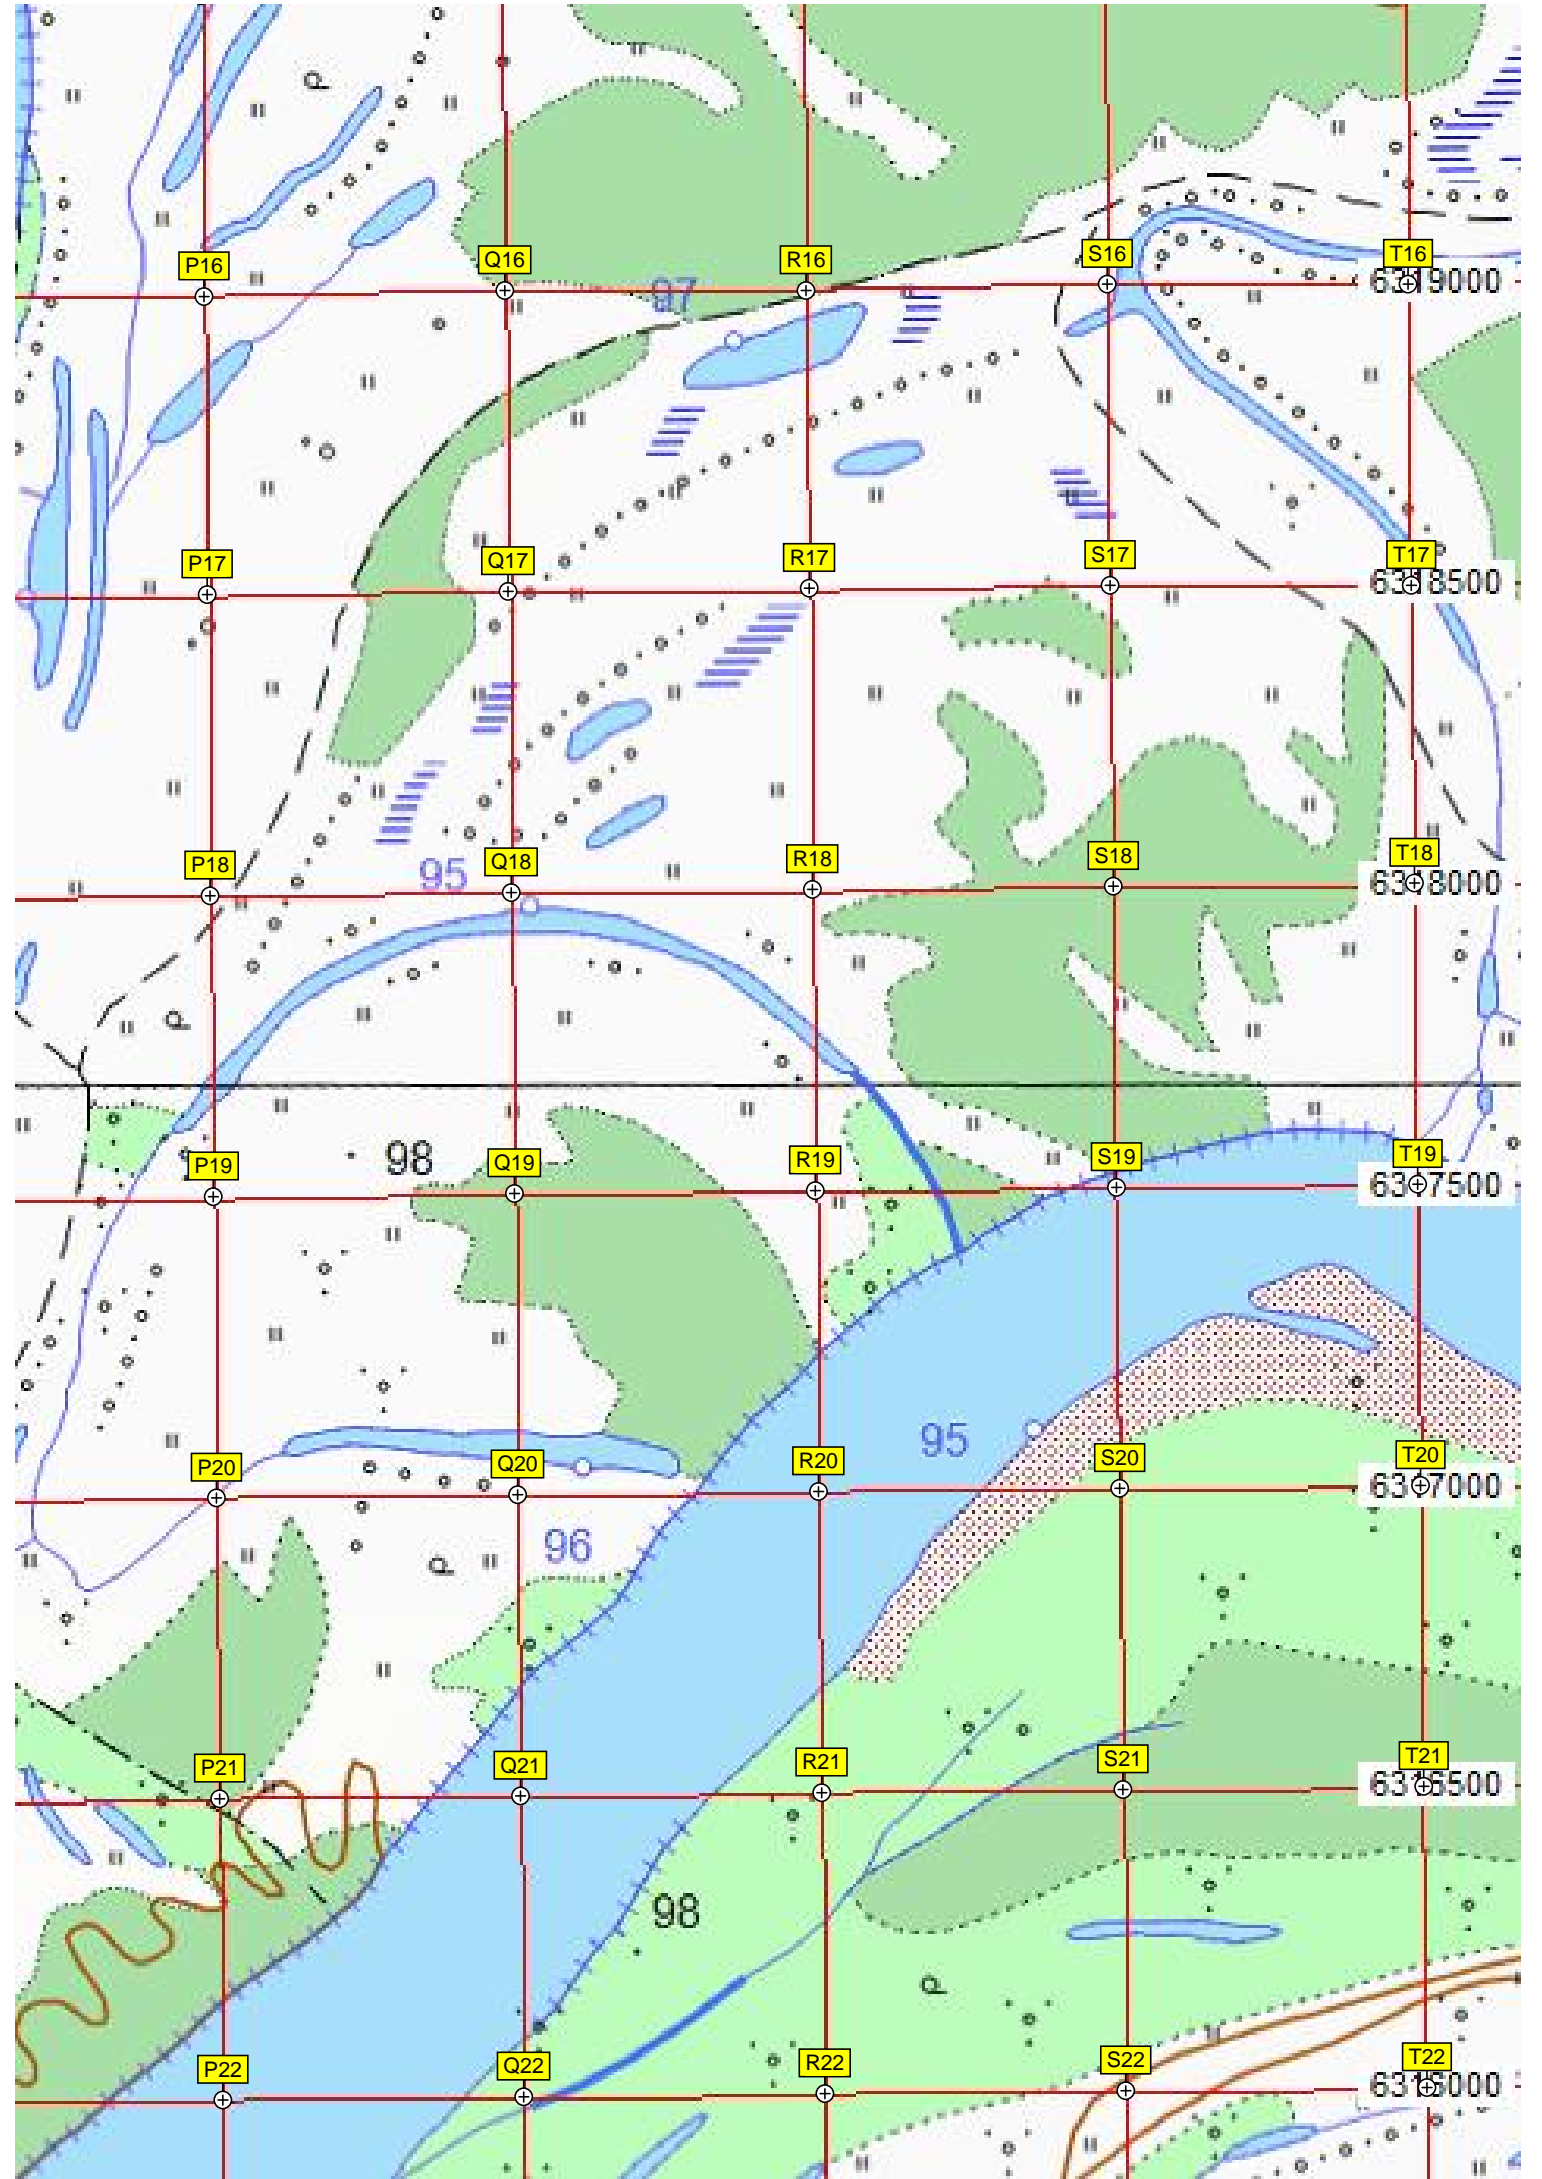 P16 Q16 R16 S16 T16
97 6319000
P17 Q17 R17 S17 T17
6318500
P18 95 Q18 R18 S18 T18
6318000
P19 98 Q19 R19 S19 T19
6317500
95
P20 Q20 R20 S20 T20
6317000
96
P21 Q21 R21 S21 T21
6316500
98
P22 Q22 R22 S22 T22
6316000